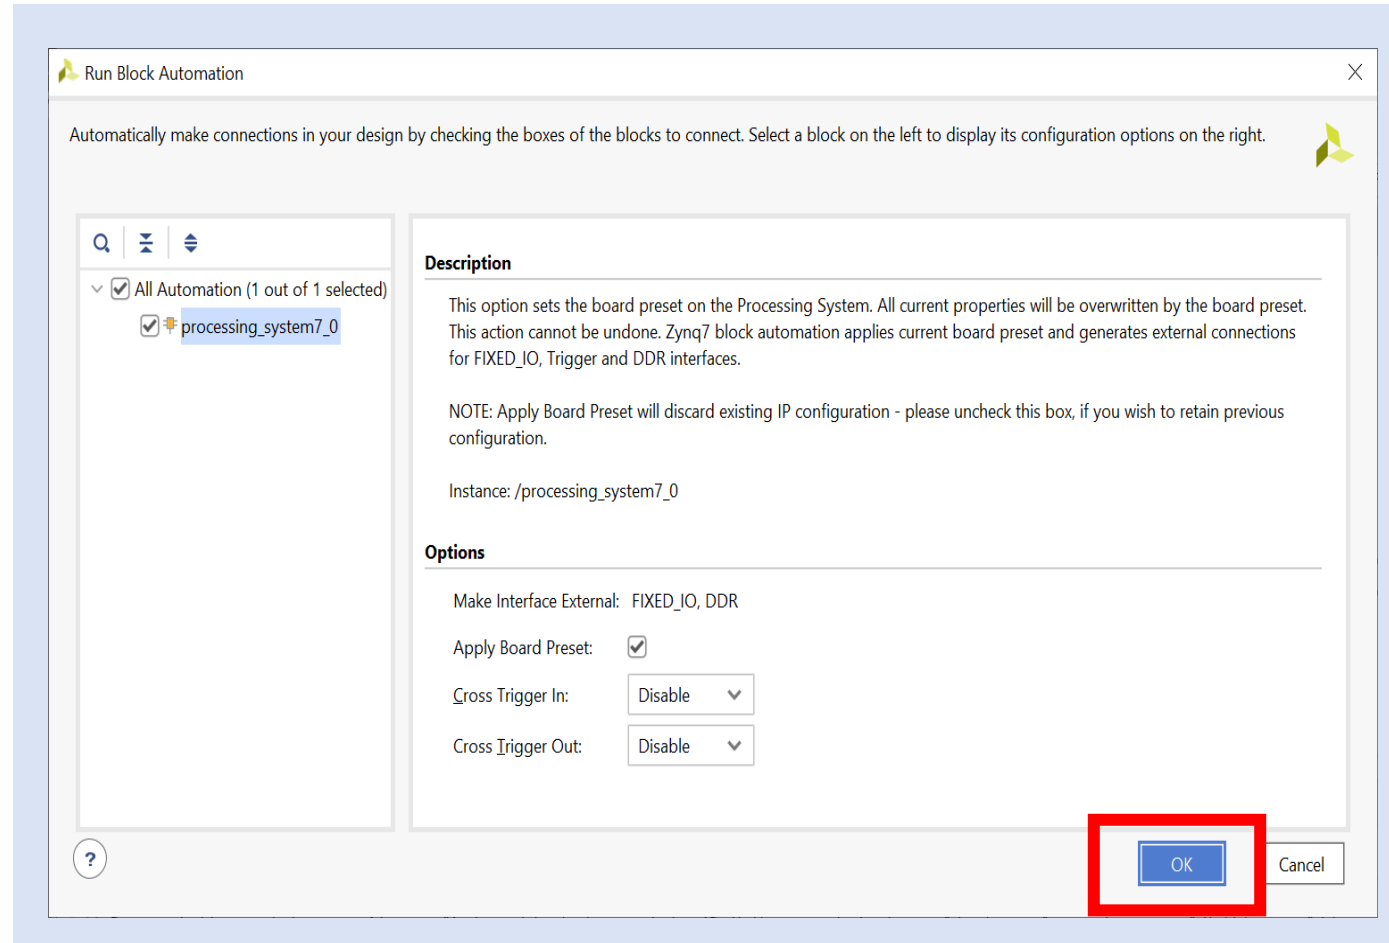 Run Block Automation
Automatically make connections in your design by checking the boxes of the blocks to connect. Select a block on the left to display its configuration options on the right.
All Automation (1 out of 1 selected)
processing_system7_0
Description
This option sets the board preset on the Processing System. All current properties will be overwritten by the board preset.
This action cannot be undone. Zynq7 block automation applies current board preset and generates external connections
for FIXED_IO, Trigger and DDR interfaces.
NOTE: Apply Board Preset will discard existing IP configuration - please uncheck this box, if you wish to retain previous
configuration.
Instance: /processing_system7_0
Options
Make Interface External: FIXED_IO, DDR
Apply Board Preset:
Cross Trigger In: Disable
Cross Trigger Out: Disable
?
OK
Cancel